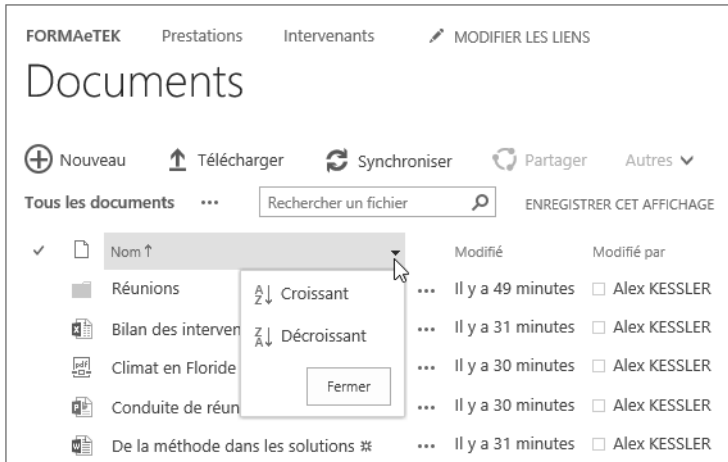 FORMAeTEK Prestations Intervenants MODIFIER LES LIENS
Documents
Nouveau Télécharger Synchroniser Partager Autres
Tous les documents ••• Rechercher un fichier ENREGISTRER CET AFFICHAGE
Nom Modifié Modifié par
Réunions ••• Il y a 49 minutes Alex KESSLER
A Z Croissant
Bilan des interven ••• Il y a 31 minutes Alex KESSLER
Z A Décroissant
Climat en Floride ••• Il y a 30 minutes Alex KESSLER
Fermer
Conduite de réun ••• Il y a 30 minutes Alex KESSLER
De la méthode dans les solutions ••• Il y a 31 minutes Alex KESSLER